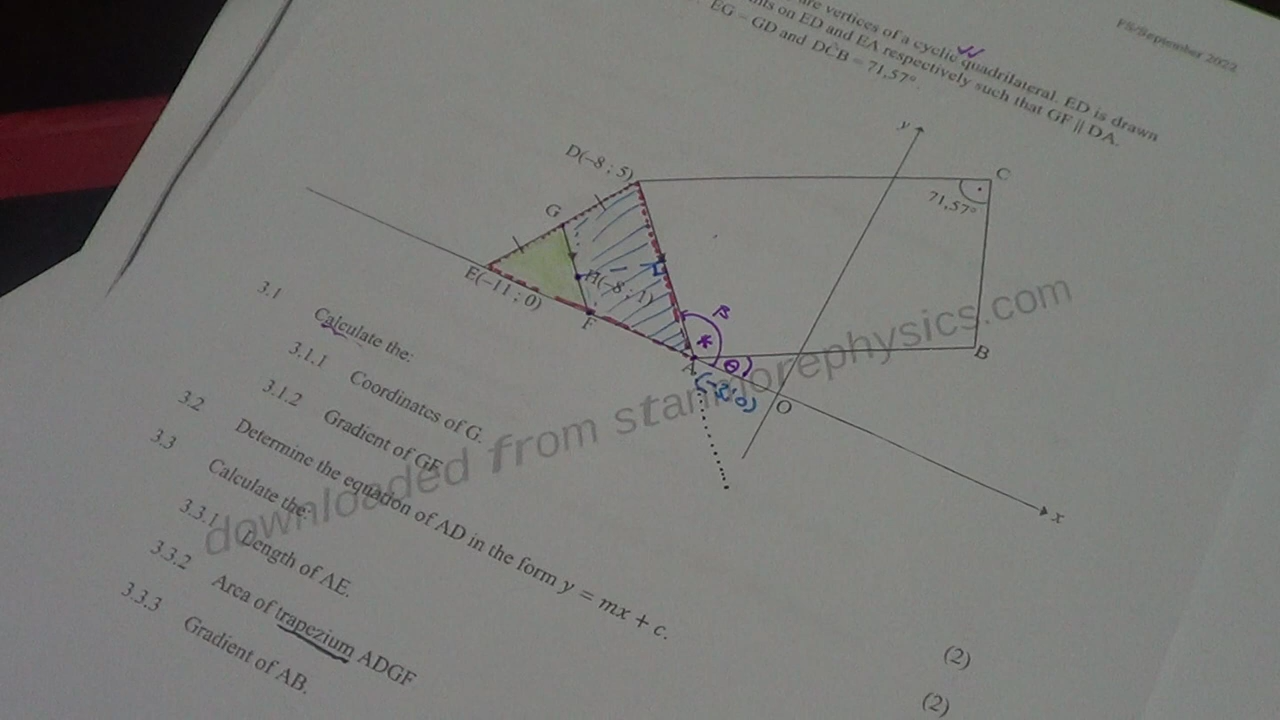 FS/September 2022
are vertices of a cyclic quadrilateral. ED is drawn
on ED and EA respectively such that GF || DA.
EG = GD and DĈB = 71,57°.
y
D(–8 ; 5)
C
71,57°
G
E(–11 ; 0)
H(–8 ; 1)
F
β
*
θ
A
B
O
x
3.1 Calculate the:
3.1.1 Coordinates of G.
3.1.2 Gradient of GF.
3.2 Determine the equation of AD in the form y = mx + c.
3.3 Calculate the:
3.3.1 Length of AE.
3.3.2 Area of trapezium ADGF
(2)
3.3.3 Gradient of AB.
(2)
downloaded from stanmorephysics.com